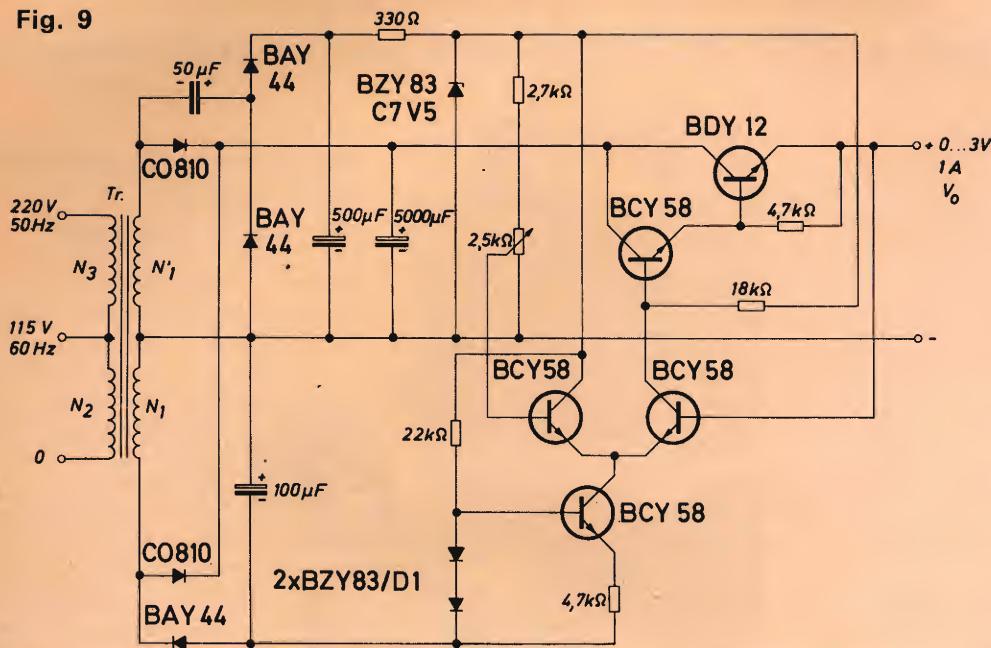 Fig. 9
330Ω
50µF
- +
BAY
44
BZY 83
C7 V5
2,7kΩ
BDY 12
CO810
+ 0...3V
1A
V₀
Tr.
220 V
50Hz
BAY
44
+
-
500µF
+
-
5000µF
2,5kΩ
BCY 58
4,7kΩ
N₃
N'₁
18kΩ
115 V
60 Hz
-
BCY58
BCY 58
N₂
N₁
22kΩ
0
+
-
100µF
BCY 58
CO810
2xBZY83/D1
4,7kΩ
BAY 44